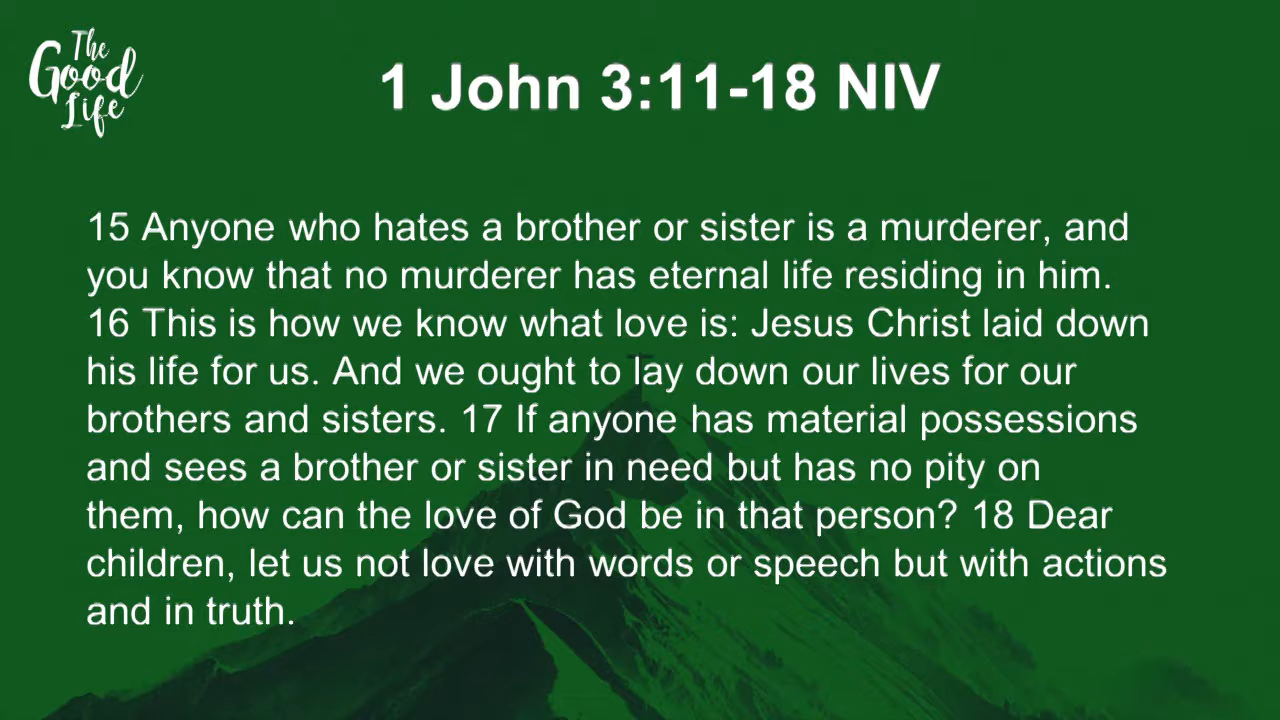 The
Good
Life
1 John 3:11-18 NIV
15 Anyone who hates a brother or sister is a murderer, and
you know that no murderer has eternal life residing in him.
16 This is how we know what love is: Jesus Christ laid down
his life for us. And we ought to lay down our lives for our
brothers and sisters. 17 If anyone has material possessions
and sees a brother or sister in need but has no pity on
them, how can the love of God be in that person? 18 Dear
children, let us not love with words or speech but with actions
and in truth.